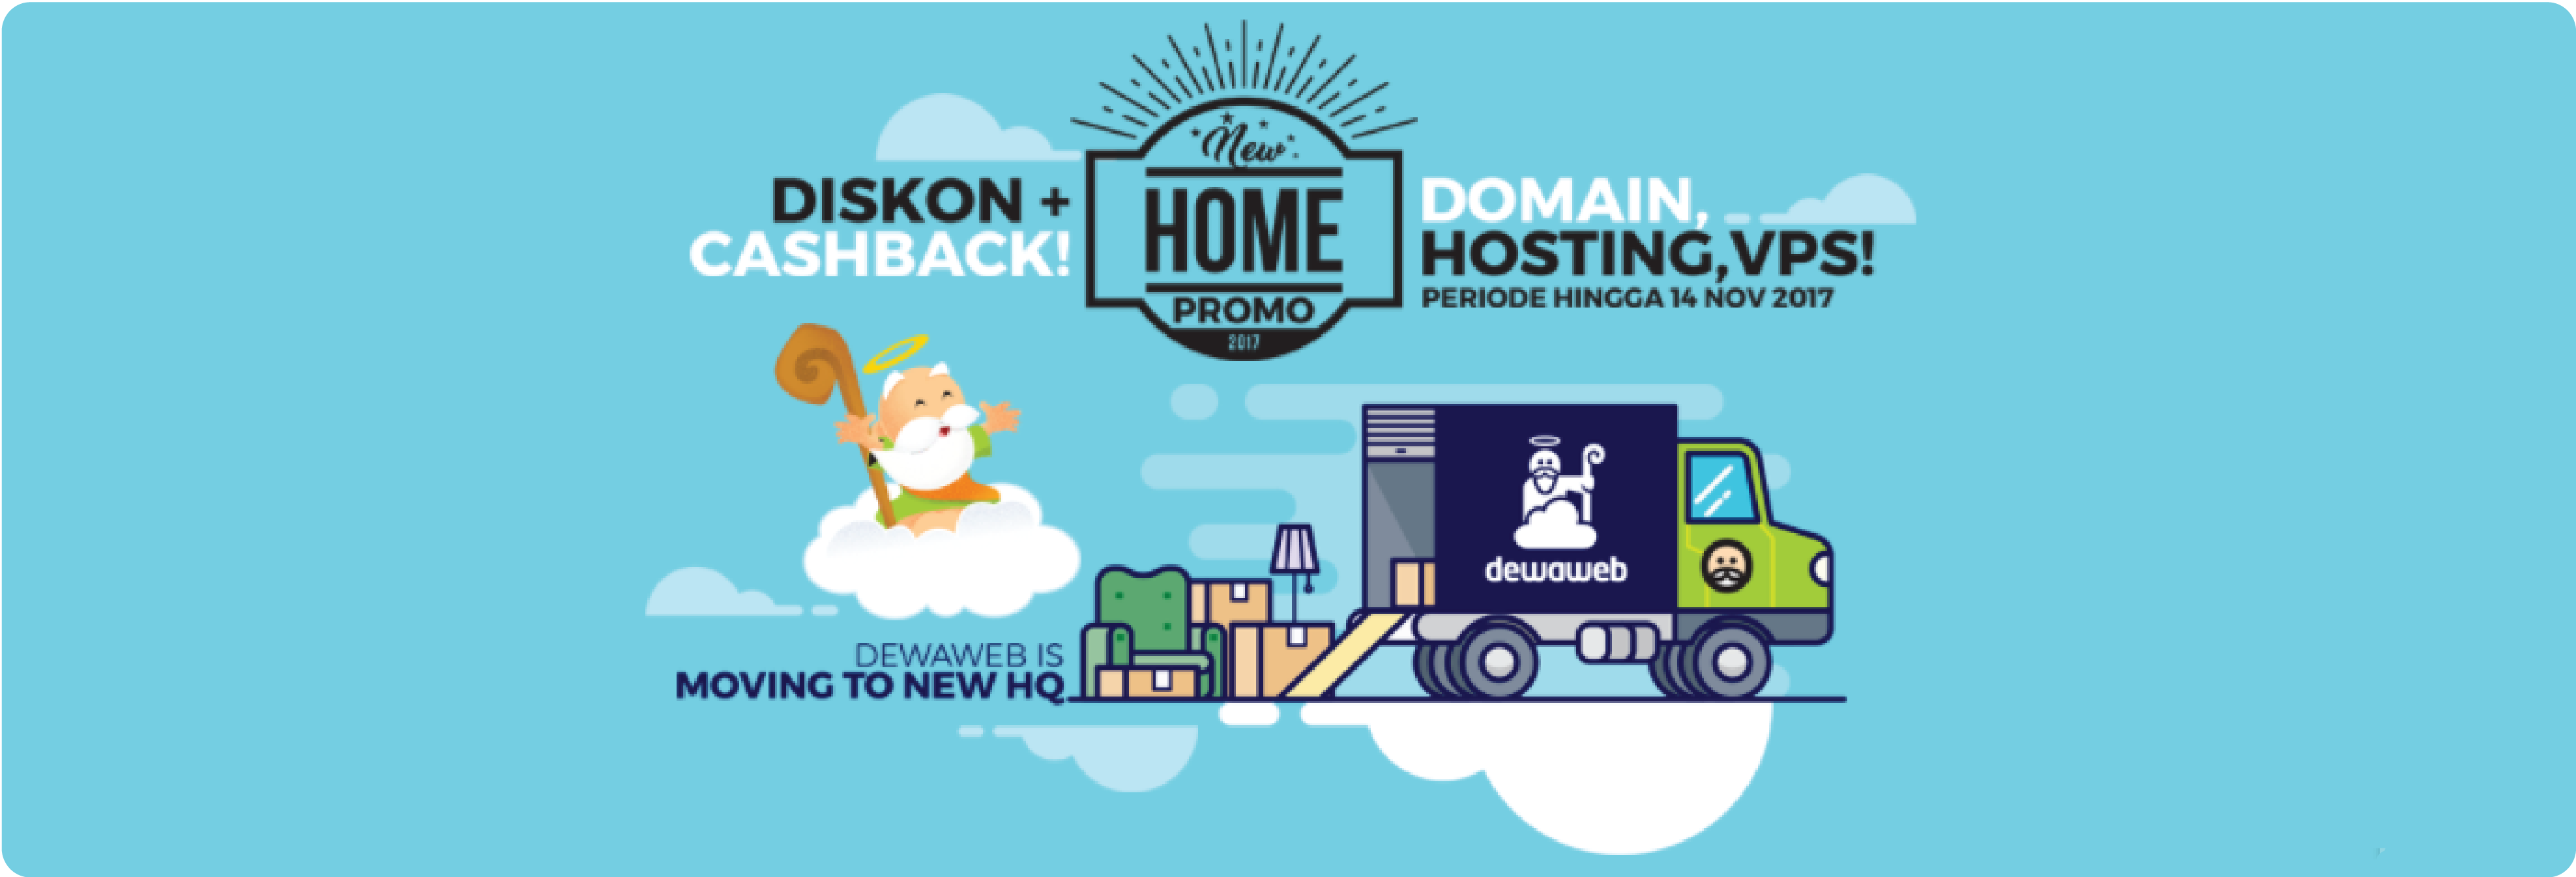 New
HOME
PROMO
2017
DISKON +
CASHBACK!
DOMAIN,
HOSTING,VPS!
PERIODE HINGGA 14 NOV 2017
dewaweb
DEWAWEB IS
MOVING TO NEW HQ